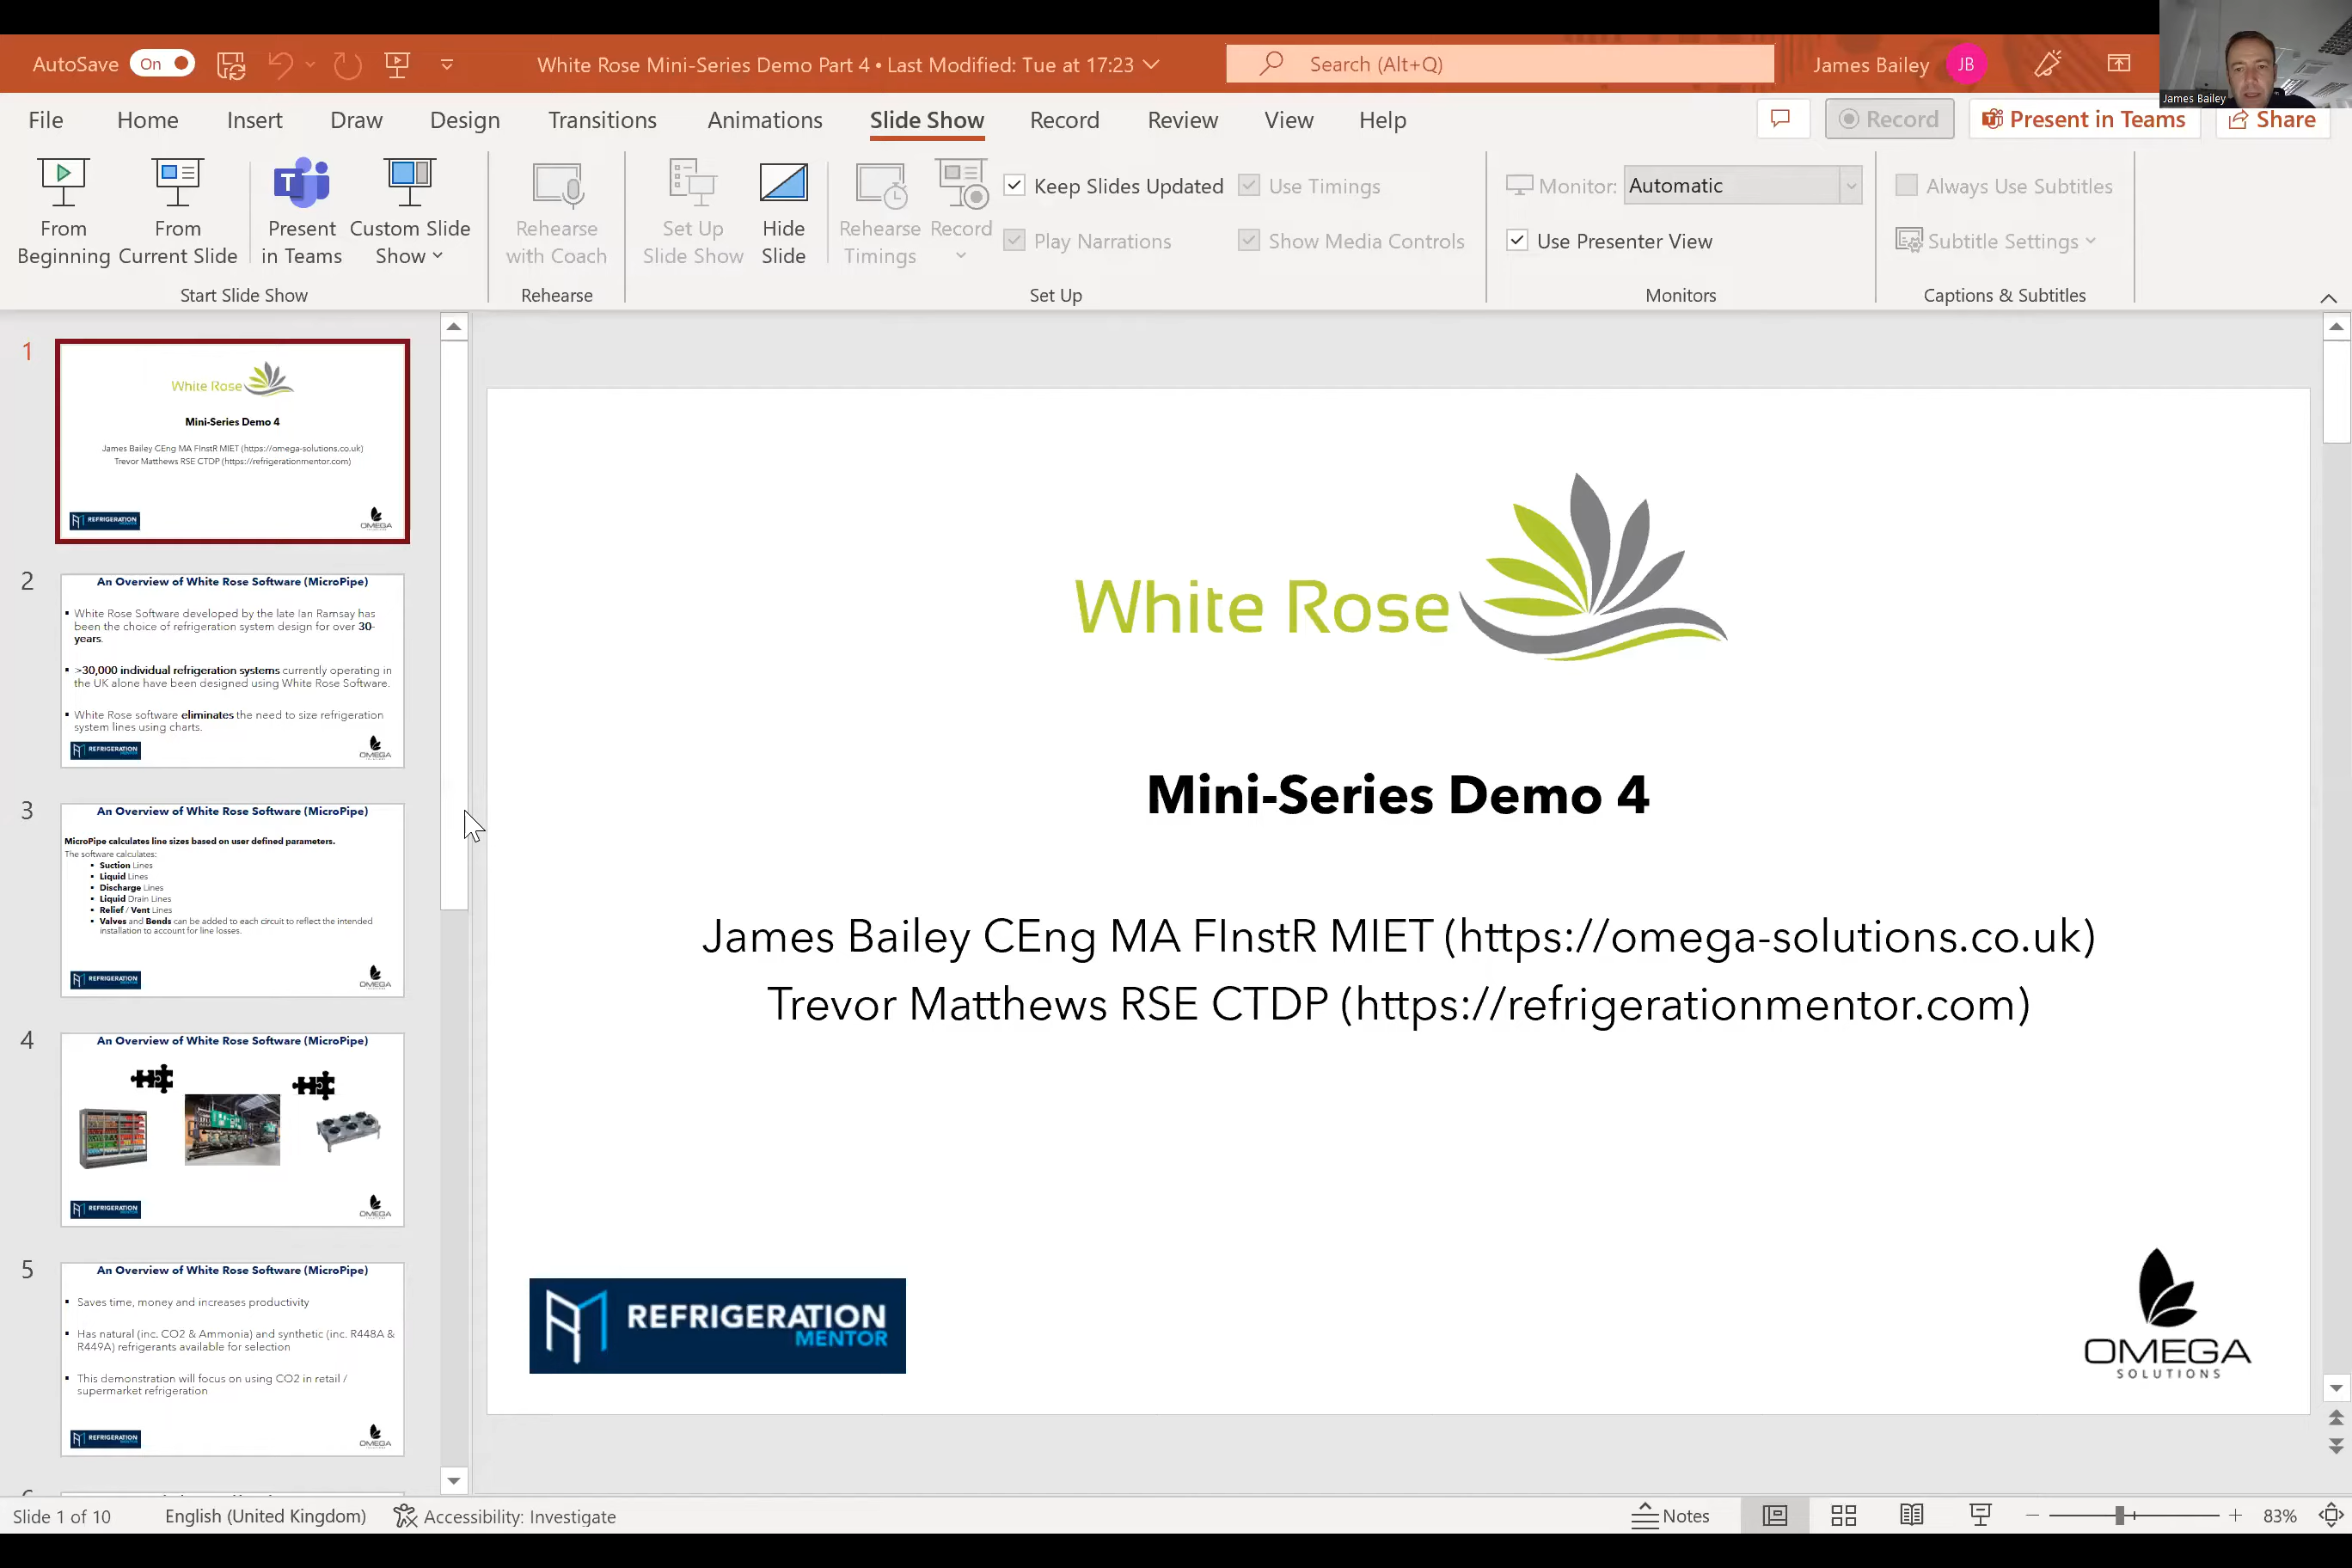 AutoSave On
White Rose Mini-Series Demo Part 4 • Last Modified: Tue at 17:23
Search (Alt+Q)
James Bailey JB
James Bailey
File Home Insert Draw Design Transitions Animations Slide Show Record Review View Help
Record Present in Teams Share
From Beginning
From Current Slide
Present in Teams
Custom Slide Show
Start Slide Show
Rehearse with Coach
Rehearse
Set Up Slide Show
Hide Slide
Rehearse Timings
Record
Keep Slides Updated
Play Narrations
Use Timings
Show Media Controls
Set Up
Monitor: Automatic
Use Presenter View
Monitors
Always Use Subtitles
Subtitle Settings
Captions & Subtitles
1
White Rose
Mini-Series Demo 4
James Bailey CEng MA FInstR MIET (https://omega-solutions.co.uk)
Trevor Matthews RSE CTDP (https://refrigerationmentor.com)
REFRIGERATION
OMEGA
2
An Overview of White Rose Software (MicroPipe)
White Rose Software developed by the late Ian Ramsay has
been the choice of refrigeration system design for over 30-
years.
>30,000 individual refrigeration systems currently operating in
the UK alone have been designed using White Rose Software.
White Rose software eliminates the need to size refrigeration
system lines using charts.
REFRIGERATION
OMEGA
3
An Overview of White Rose Software (MicroPipe)
MicroPipe calculates line sizes based on user defined parameters.
The software calculates:
Suction Lines
Liquid Lines
Discharge Lines
Liquid Drain Lines
Relief / Vent Lines
Valves and Bends can be added to each circuit to reflect the intended
installation to account for line losses.
REFRIGERATION
OMEGA
4
An Overview of White Rose Software (MicroPipe)
REFRIGERATION
OMEGA
5
An Overview of White Rose Software (MicroPipe)
Saves time, money and increases productivity
Has natural (inc. CO2 & Ammonia) and synthetic (inc. R448A &
R449A) refrigerants available for selection
This demonstration will focus on using CO2 in retail /
supermarket refrigeration
REFRIGERATION
OMEGA
White Rose
Mini-Series Demo 4
James Bailey CEng MA FInstR MIET (https://omega-solutions.co.uk)
Trevor Matthews RSE CTDP (https://refrigerationmentor.com)
REFRIGERATION
MENTOR
OMEGA
SOLUTIONS
Slide 1 of 10 English (United Kingdom) Accessibility: Investigate
Notes 83%